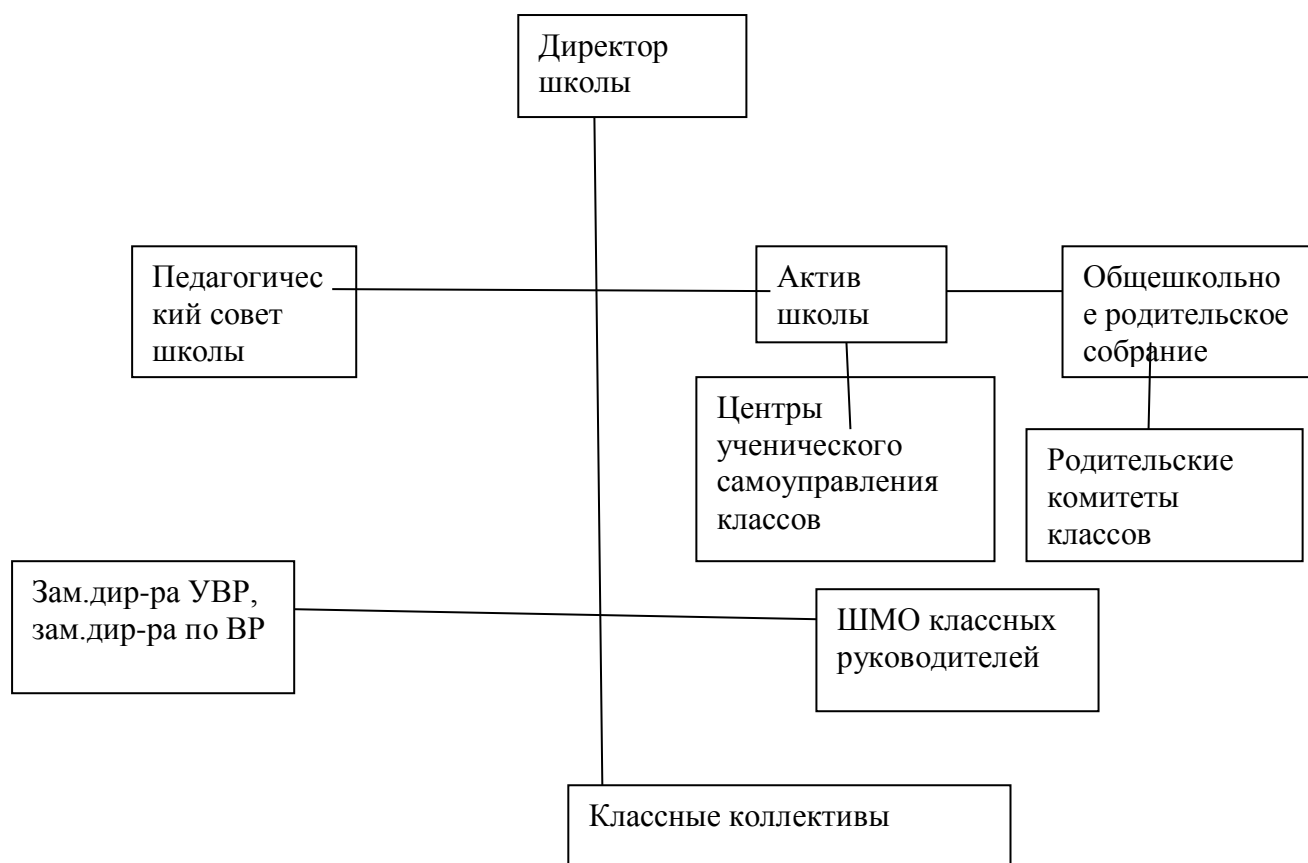 Директор
школы
Педагогичес
кий совет
школы
Актив
школы
Общешкольно
е родительское
собрание
Центры
ученического
самоуправления
классов
Родительские
комитеты
классов
Зам.дир-ра УВР,
зам.дир-ра по ВР
ШМО классных
руководителей
Классные коллективы